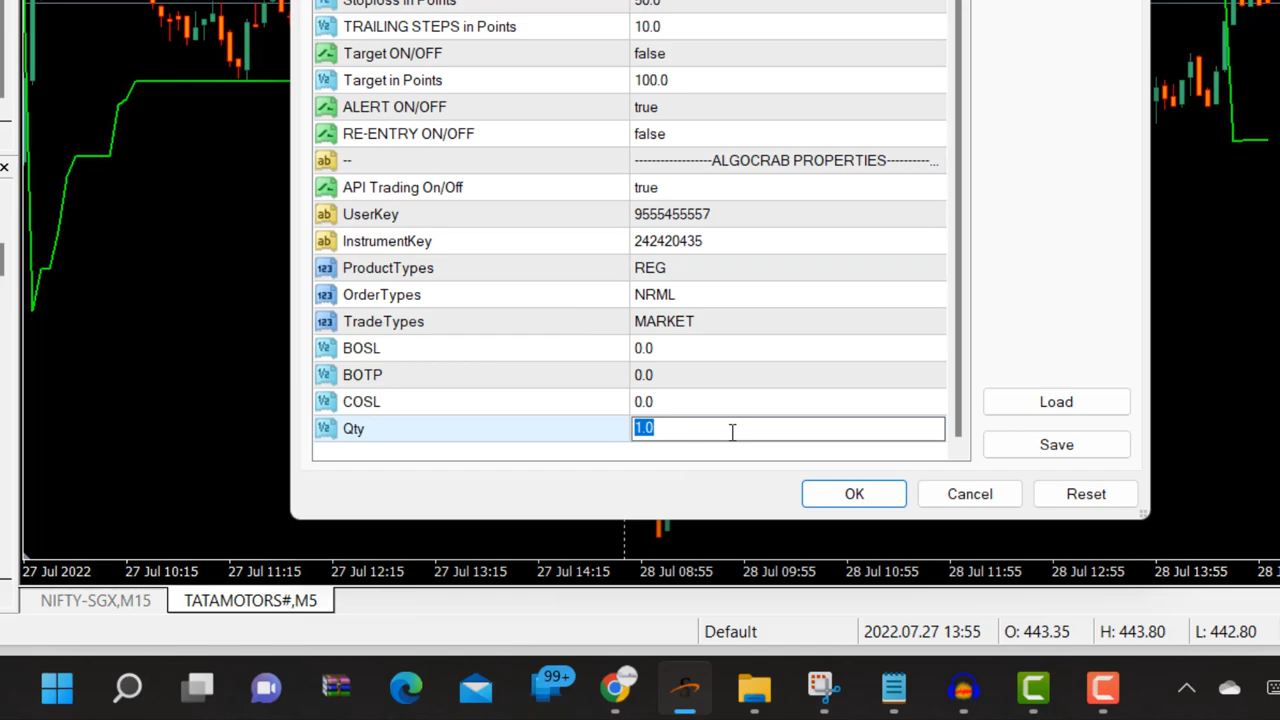 Stoploss in Points 50.0
TRAILING STEPS in Points 10.0
Target ON/OFF false
Target in Points 100.0
ALERT ON/OFF true
RE-ENTRY ON/OFF false
-- ------------------ALGOCRAB PROPERTIES----------...
API Trading On/Off true
UserKey 9555455557
InstrumentKey 242420435
ProductTypes REG
OrderTypes NRML
TradeTypes MARKET
BOSL 0.0
BOTP 0.0
COSL 0.0
Qty 1.0
Load
Save
OK Cancel Reset
27 Jul 2022 27 Jul 10:15 27 Jul 11:15 27 Jul 12:15 27 Jul 13:15 27 Jul 14:15 28 Jul 08:55 28 Jul 09:55 28 Jul 10:55 28 Jul 11:55 28 Jul 12:55 28 Jul 13:55 28 J
NIFTY-SGX,M15 TATAMOTORS#,M5
Default 2022.07.27 13:55 O: 443.35 H: 443.80 L: 442.80
99+